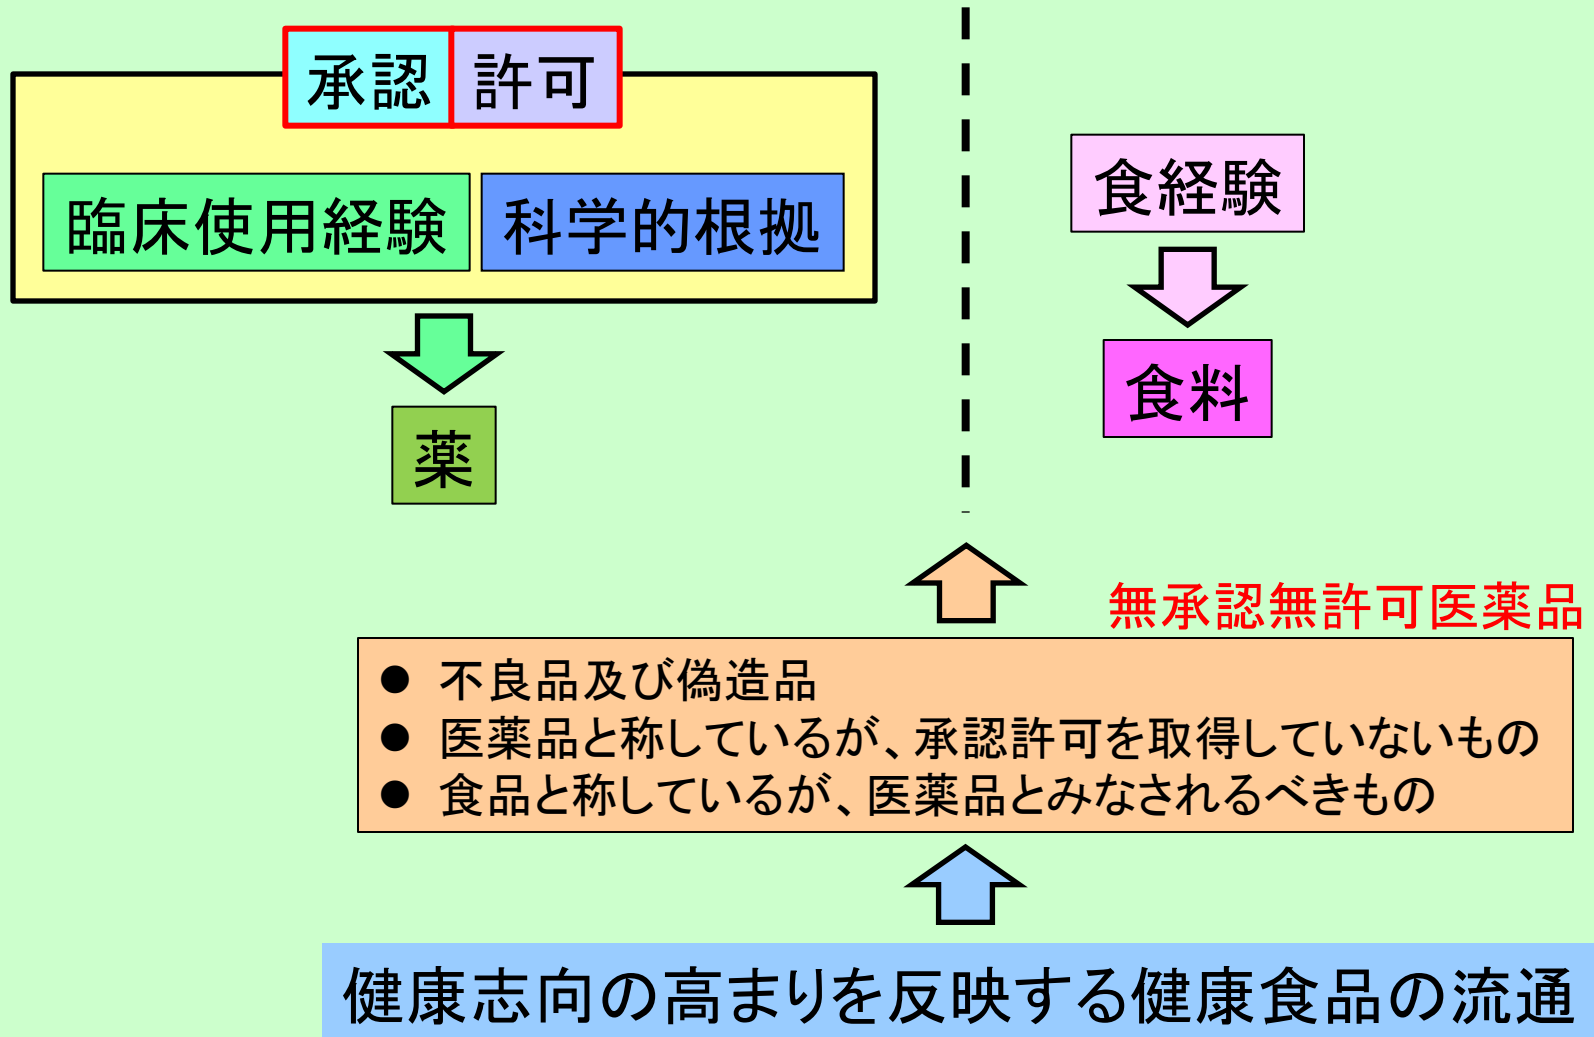 承認 許可
臨床使用経験 科学的根拠
薬
食経験
食料
無承認無許可医薬品
● 不良品及び偽造品
● 医薬品と称しているが、承認許可を取得していないもの
● 食品と称しているが、医薬品とみなされるべきもの
健康志向の高まりを反映する健康食品の流通